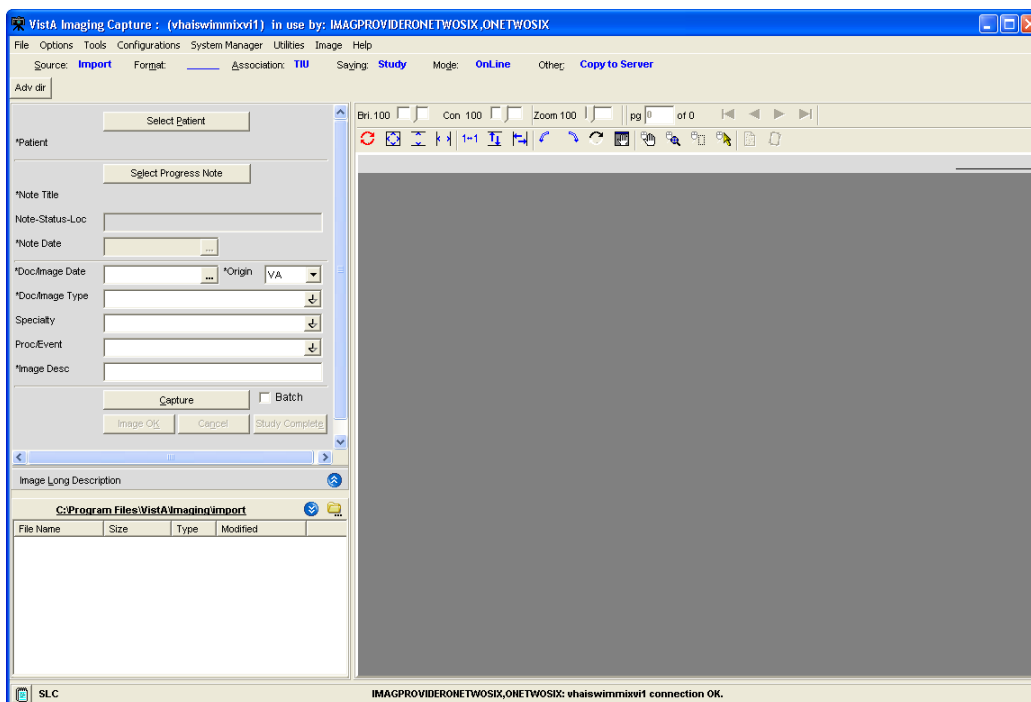 VistA Imaging Capture : (vhaiswimmixvi1) in use by: IMAGPROVIDERONETWOSIX,ONETWOSIX
File Options Tools Configurations System Manager Utilities Image Help
Source: Import Format: _____ Association: TIU Saving: Study Mode: OnLine Other: Copy to Server
Adv dir
Select Patient
*Patient
Select Progress Note
*Note Title
Note-Status-Loc
*Note Date ...
*Doc/Image Date ... *Origin VA
*Doc/Image Type
Specialty
Proc/Event
*Image Desc
Capture Batch
Image OK Cancel Study Complete
Image Long Description
C:\Program Files\VistA\Imaging\import
File Name Size Type Modified
Bri. 100 Con 100 Zoom 100 pg 0 of 0
1↔1
SLC IMAGPROVIDERONETWOSIX,ONETWOSIX: vhaiswimmixvi1 connection OK.